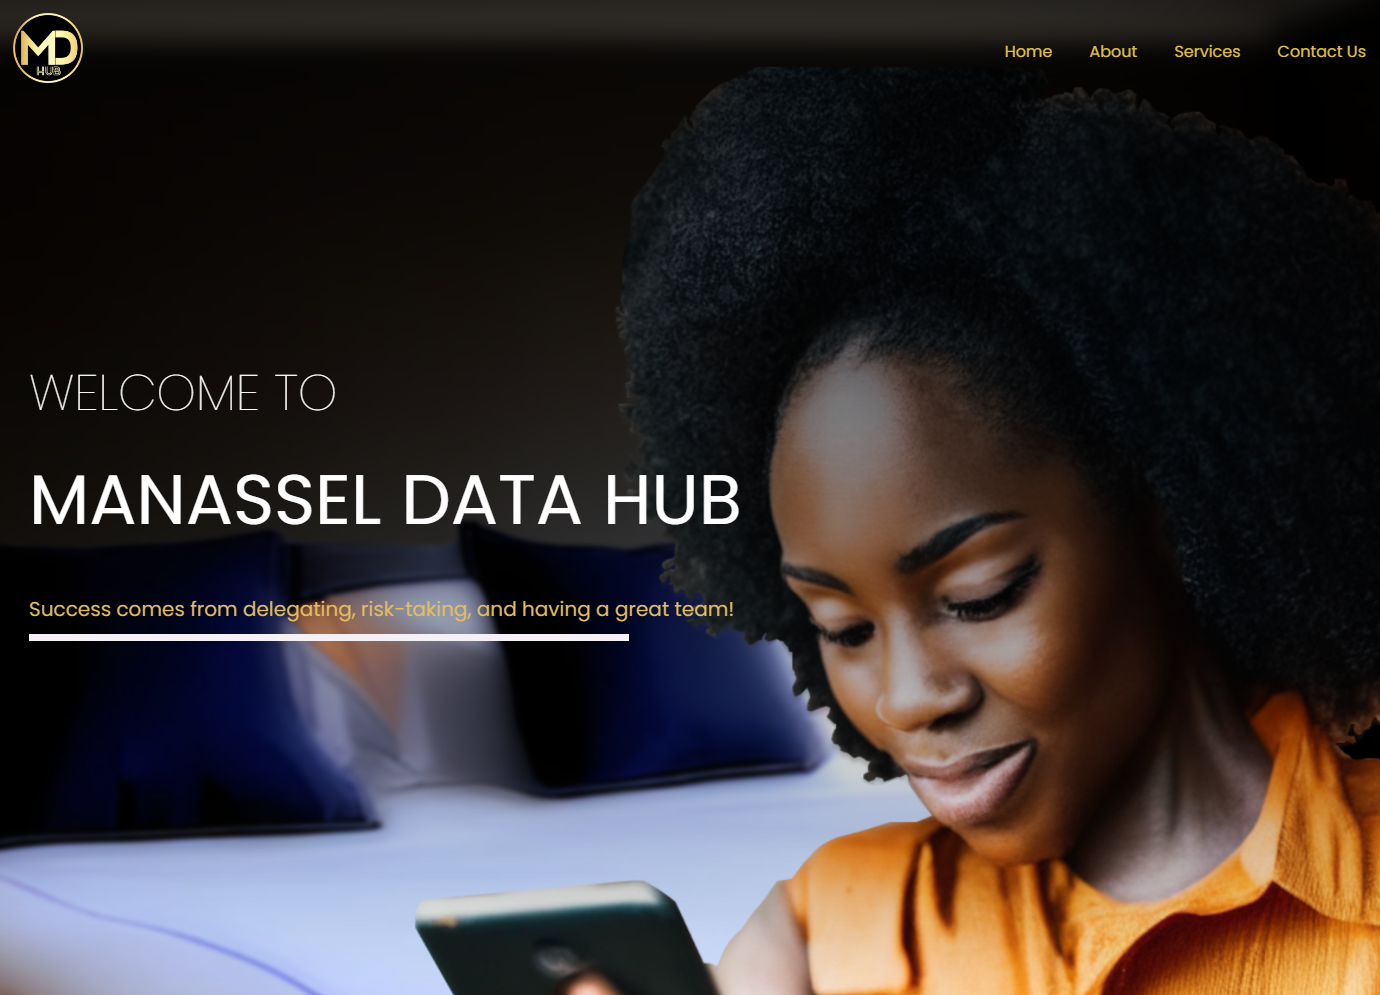 MD
HUB
Home About Services Contact Us
WELCOME TO
MANASSEL DATA HUB
Success comes from delegating, risk-taking, and having a great team!